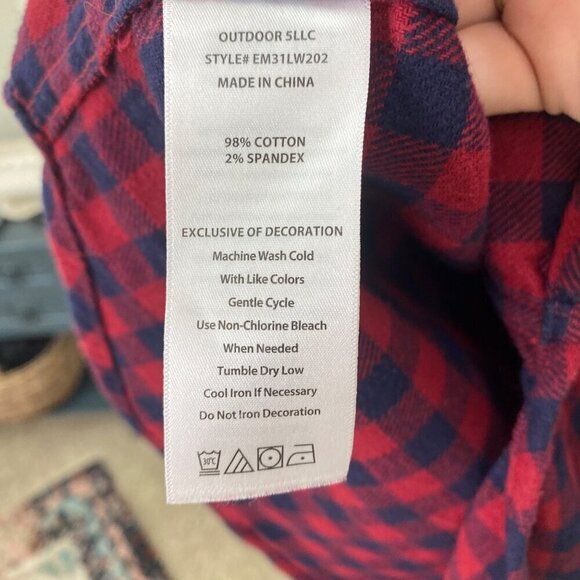 OUTDOOR 5LLC
STYLE# EM31LW202
MADE IN CHINA
98% COTTON
2% SPANDEX
EXCLUSIVE OF DECORATION
Machine Wash Cold
With Like Colors
Gentle Cycle
Use Non-Chlorine Bleach
When Needed
Tumble Dry Low
Cool Iron If Necessary
Do Not Iron Decoration
30°C